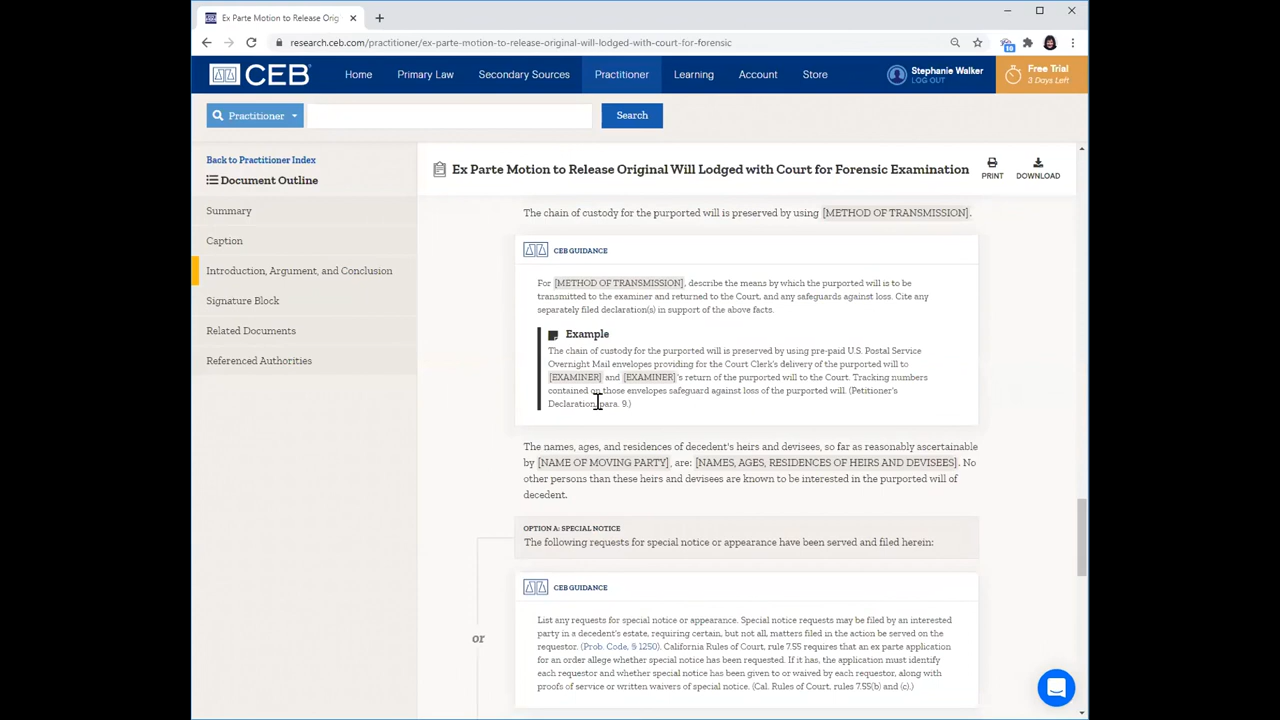 Ex Parte Motion to Release Orig
research.ceb.com/practitioner/ex-parte-motion-to-release-original-will-lodged-with-court-for-forensic
10
CEB
Home
Primary Law
Secondary Sources
Practitioner
Learning
Account
Store
Stephanie Walker
LOG OUT
Free Trial
3 Days Left
Practitioner
Search
Back to Practitioner Index
Document Outline
Summary
Caption
Introduction, Argument, and Conclusion
Signature Block
Related Documents
Referenced Authorities
Ex Parte Motion to Release Original Will Lodged with Court for Forensic Examination
PRINT
DOWNLOAD
The chain of custody for the purported will is preserved by using [METHOD OF TRANSMISSION].
CEB GUIDANCE
For [METHOD OF TRANSMISSION], describe the means by which the purported will is to be
transmitted to the examiner and returned to the Court, and any safeguards against loss. Cite any
separately filed declaration(s) in support of the above facts.
Example
The chain of custody for the purported will is preserved by using pre-paid U.S. Postal Service
Overnight Mail envelopes providing for the Court Clerk's delivery of the purported will to
[EXAMINER] and [EXAMINER]'s return of the purported will to the Court. Tracking numbers
contained on those envelopes safeguard against loss of the purported will. (Petitioner's
Declaration, para. 9.)
The names, ages, and residences of decedent's heirs and devisees, so far as reasonably ascertainable
by [NAME OF MOVING PARTY], are: [NAMES, AGES, RESIDENCES OF HEIRS AND DEVISEES]. No
other persons than these heirs and devisees are known to be interested in the purported will of
decedent.
OPTION A: SPECIAL NOTICE
The following requests for special notice or appearance have been served and filed herein:
CEB GUIDANCE
or
List any requests for special notice or appearance. Special notice requests may be filed by an interested
party in a decedent's estate, requiring certain, but not all, matters filed in the action be served on the
requestor. (Prob. Code, § 1250). California Rules of Court, rule 7.55 requires that an ex parte application
for an order allege whether special notice has been requested. If it has, the application must identify
each requestor and whether special notice has been given to or waived by each requestor, along with
proofs of service or written waivers of special notice. (Cal. Rules of Court, rules 7.55(b) and (c).)